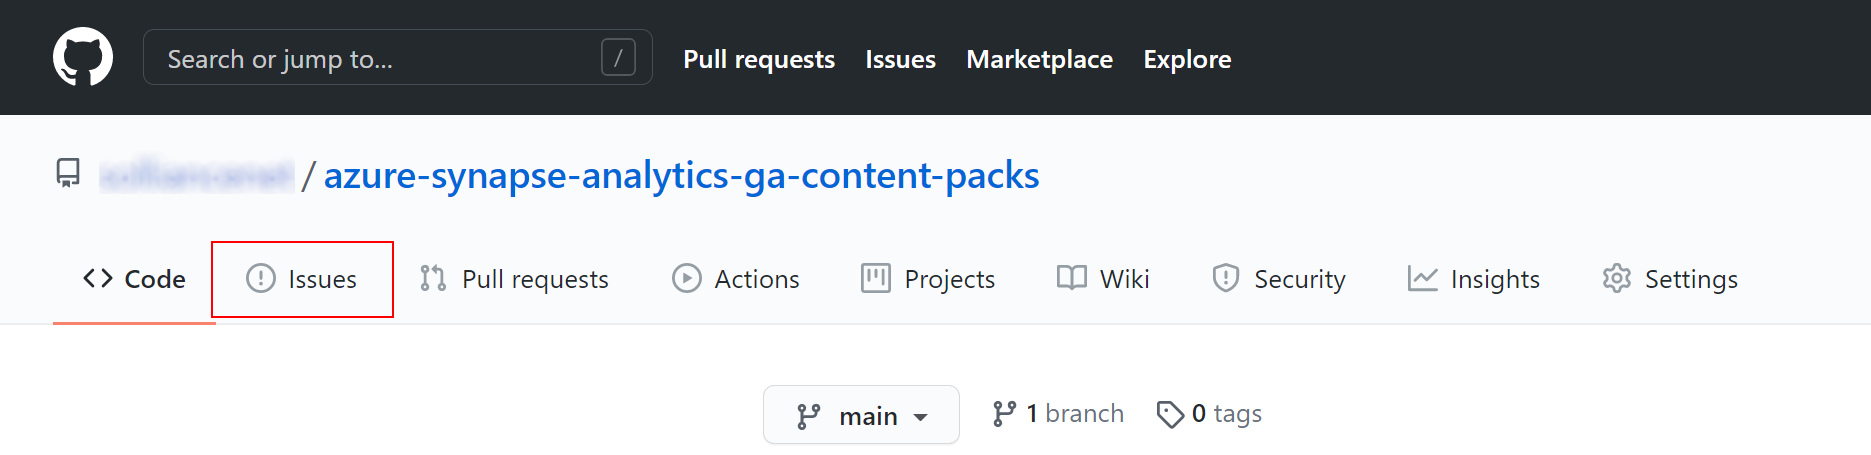 Search or jump to... / Pull requests Issues Marketplace Explore
/ azure-synapse-analytics-ga-content-packs
Code Issues Pull requests Actions Projects Wiki Security Insights Settings
main 1 branch 0 tags